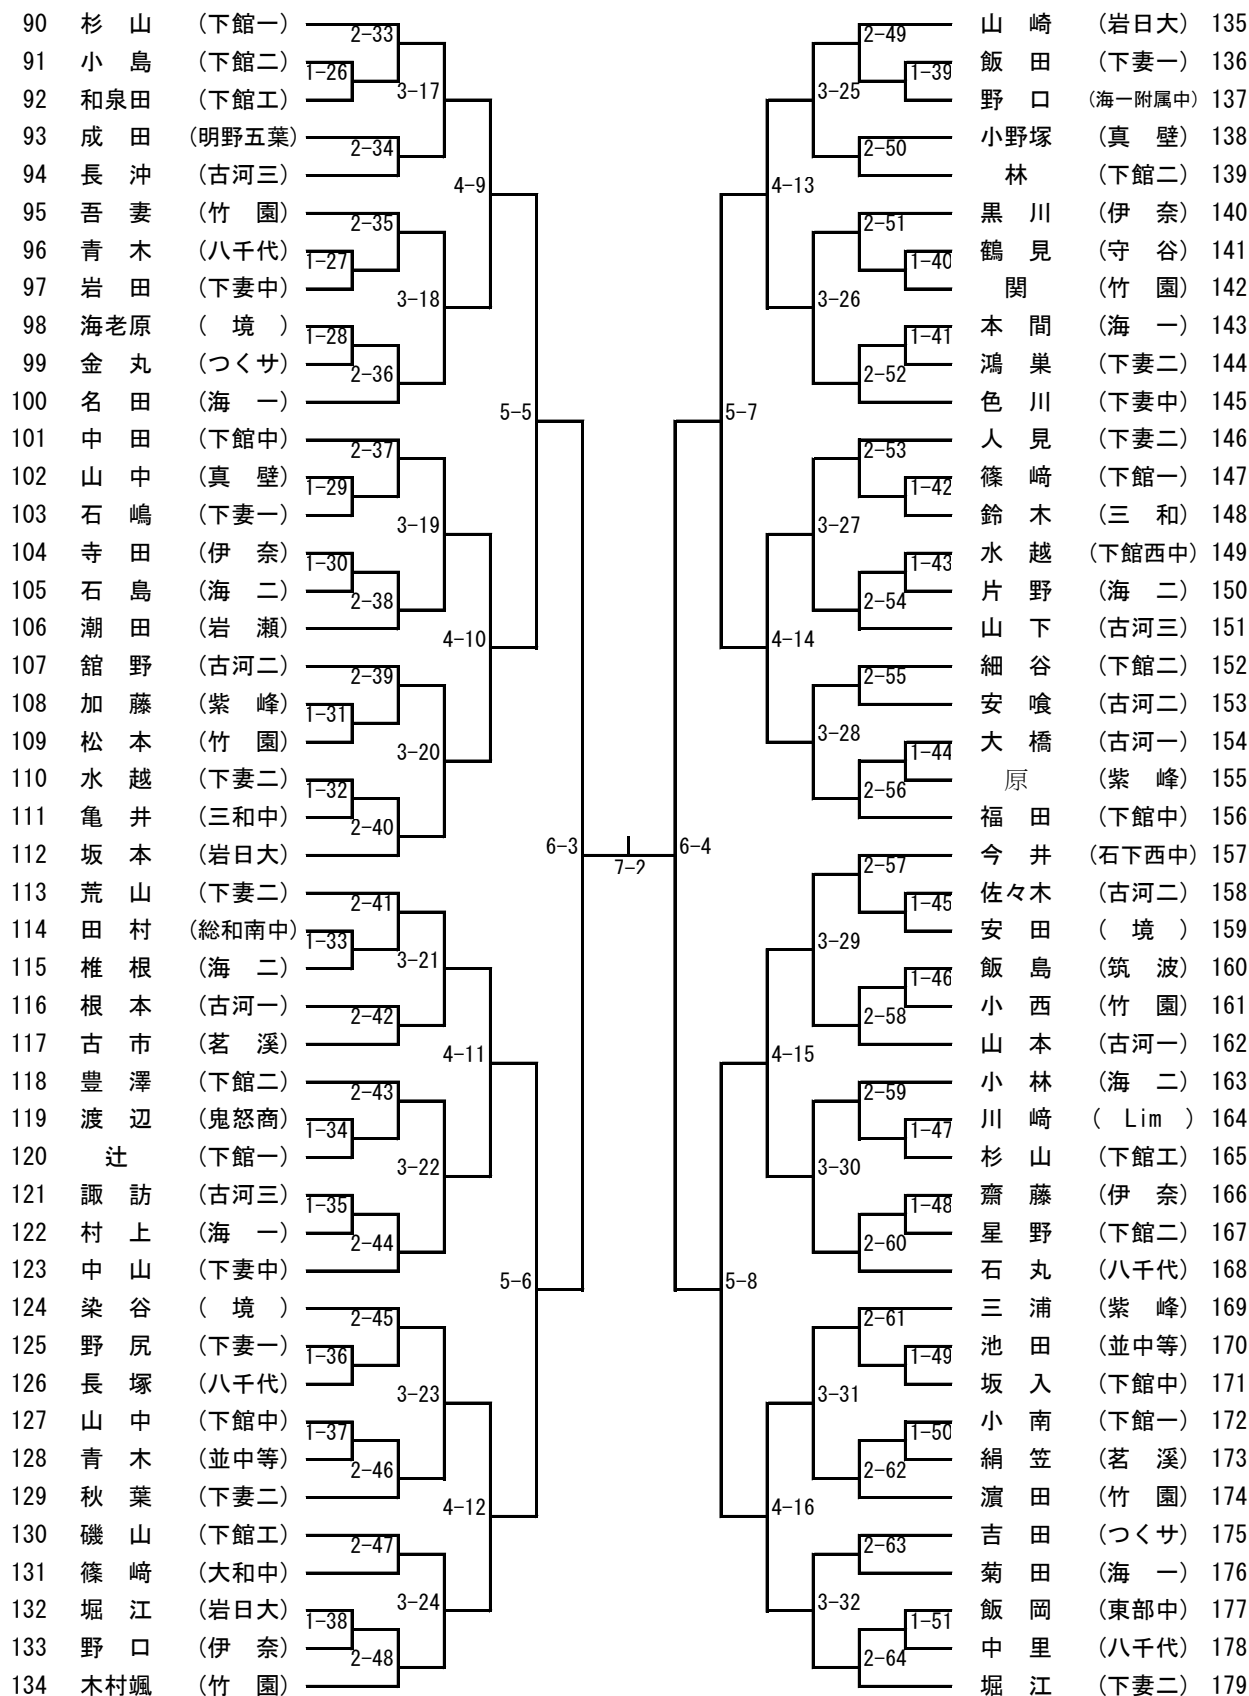 90 杉山 (下館一) 2-33 2-49 山崎 (岩日大) 135
91 小島 (下館二) 1-26 1-39 飯田 (下妻一) 136
92 和泉田 (下館工) 3-17 3-25 野口 (海一附属中) 137
93 成田 (明野五葉) 2-34 2-50 小野塚 (真壁) 138
94 長沖 (古河三) 4-9 4-13 林 (下館二) 139
95 吾妻 (竹園) 2-35 2-51 黒川 (伊奈) 140
96 青木 (八千代) 1-27 1-40 鶴見 (守谷) 141
97 岩田 (下妻中) 3-18 3-26 関 (竹園) 142
98 海老原 (境) 1-28 1-41 本間 (海一) 143
99 金丸 (つくサ) 2-36 2-52 鴻巣 (下妻二) 144
100 名田 (海一) 5-5 5-7 色川 (下妻中) 145
101 中田 (下館中) 2-37 2-53 人見 (下妻二) 146
102 山中 (真壁) 1-29 1-42 篠﨑 (下館一) 147
103 石嶋 (下妻一) 3-19 3-27 鈴木 (三和) 148
104 寺田 (伊奈) 1-30 1-43 水越 (下館西中) 149
105 石島 (海二) 2-38 2-54 片野 (海二) 150
106 潮田 (岩瀬) 4-10 4-14 山下 (古河三) 151
107 舘野 (古河二) 2-39 2-55 細谷 (下館二) 152
108 加藤 (紫峰) 1-31 安喰 (古河二) 153
109 松本 (竹園) 3-20 3-28 1-44 大橋 (古河一) 154
110 水越 (下妻二) 1-32 2-56 原 (紫峰) 155
111 亀井 (三和中) 2-40 福田 (下館中) 156
112 坂本 (岩日大) 6-3 7-2 6-4 2-57 今井 (石下西中) 157
113 荒山 (下妻二) 2-41 1-45 佐々木 (古河二) 158
114 田村 (総和南中) 1-33 3-29 安田 (境) 159
115 椎根 (海二) 3-21 1-46 飯島 (筑波) 160
116 根本 (古河一) 2-42 2-58 小西 (竹園) 161
117 古市 (茗溪) 4-11 4-15 山本 (古河一) 162
118 豊澤 (下館二) 2-43 2-59 小林 (海二) 163
119 渡辺 (鬼怒商) 1-34 1-47 川﨑 (Lim) 164
120 辻 (下館一) 3-22 3-30 杉山 (下館工) 165
121 諏訪 (古河三) 1-35 1-48 齋藤 (伊奈) 166
122 村上 (海一) 2-44 2-60 星野 (下館二) 167
123 中山 (下妻中) 5-6 5-8 石丸 (八千代) 168
124 染谷 (境) 2-45 2-61 三浦 (紫峰) 169
125 野尻 (下妻一) 1-36 1-49 池田 (並中等) 170
126 長塚 (八千代) 3-23 3-31 坂入 (下館中) 171
127 山中 (下館中) 1-37 1-50 小南 (下館一) 172
128 青木 (並中等) 2-46 2-62 絹笠 (茗溪) 173
129 秋葉 (下妻二) 4-12 4-16 濵田 (竹園) 174
130 磯山 (下館工) 2-47 2-63 吉田 (つくサ) 175
131 篠﨑 (大和中) 菊田 (海一) 176
132 堀江 (岩日大) 1-38 3-24 3-32 1-51 飯岡 (東部中) 177
133 野口 (伊奈) 2-48 2-64 中里 (八千代) 178
134 木村颯 (竹園) 堀江 (下妻二) 179